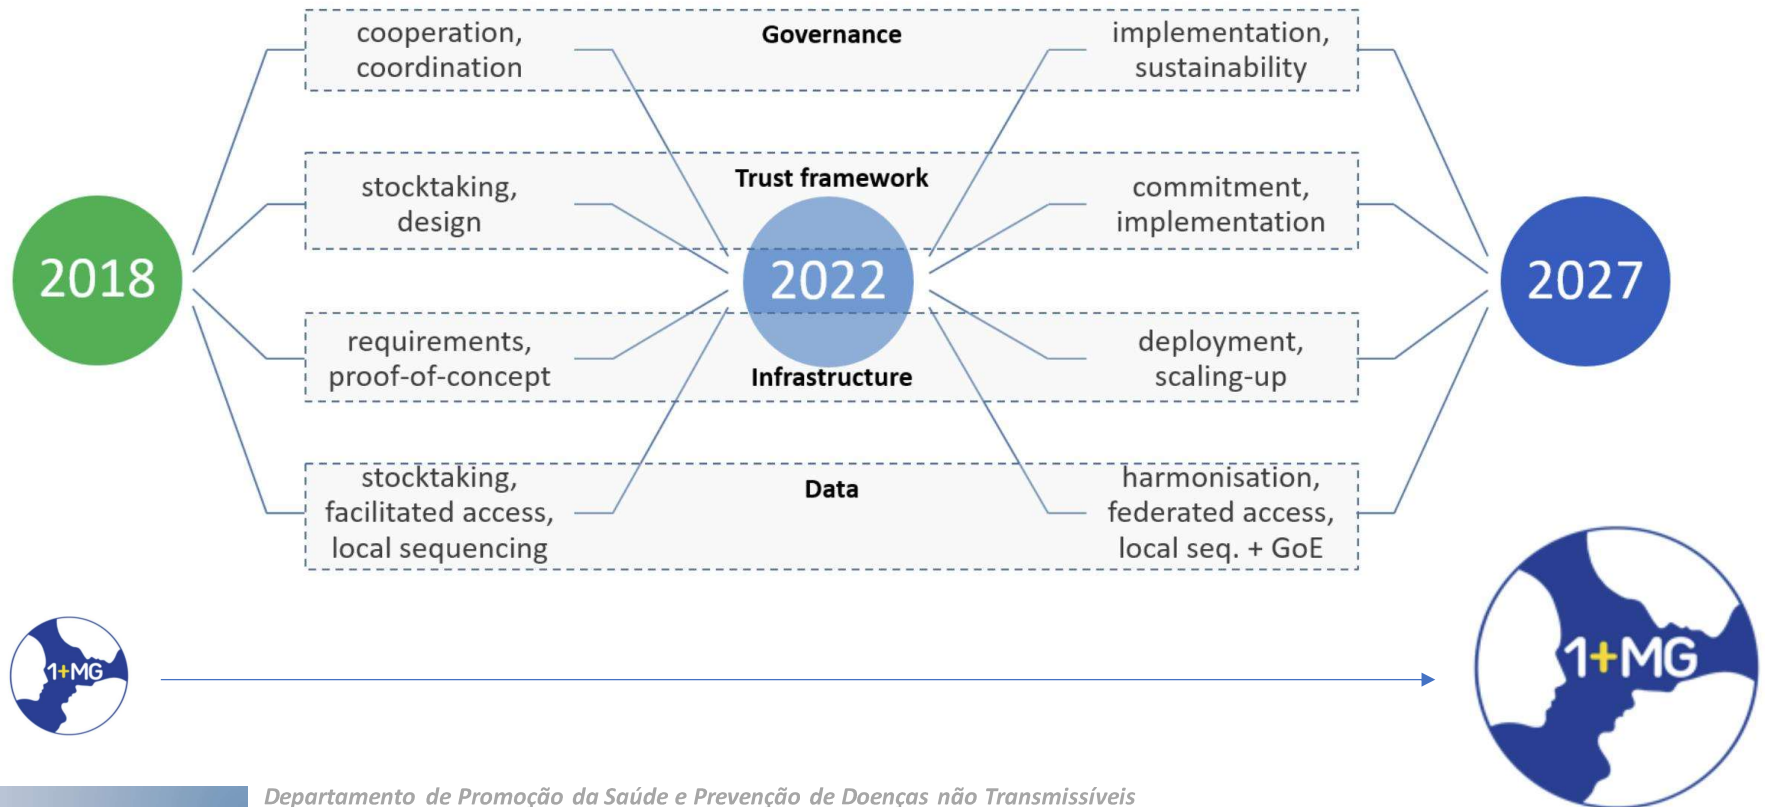 cooperation,
coordination
Governance
implementation,
sustainability
stocktaking,
design
Trust framework
commitment,
implementation
2018
2022
2027
requirements,
proof-of-concept
Infrastructure
deployment,
scaling-up
stocktaking,
facilitated access,
local sequencing
Data
harmonisation,
federated access,
local seq. + GoE
1+MG
1+MG
Departamento de Promoção da Saúde e Prevenção de Doenças não Transmissíveis